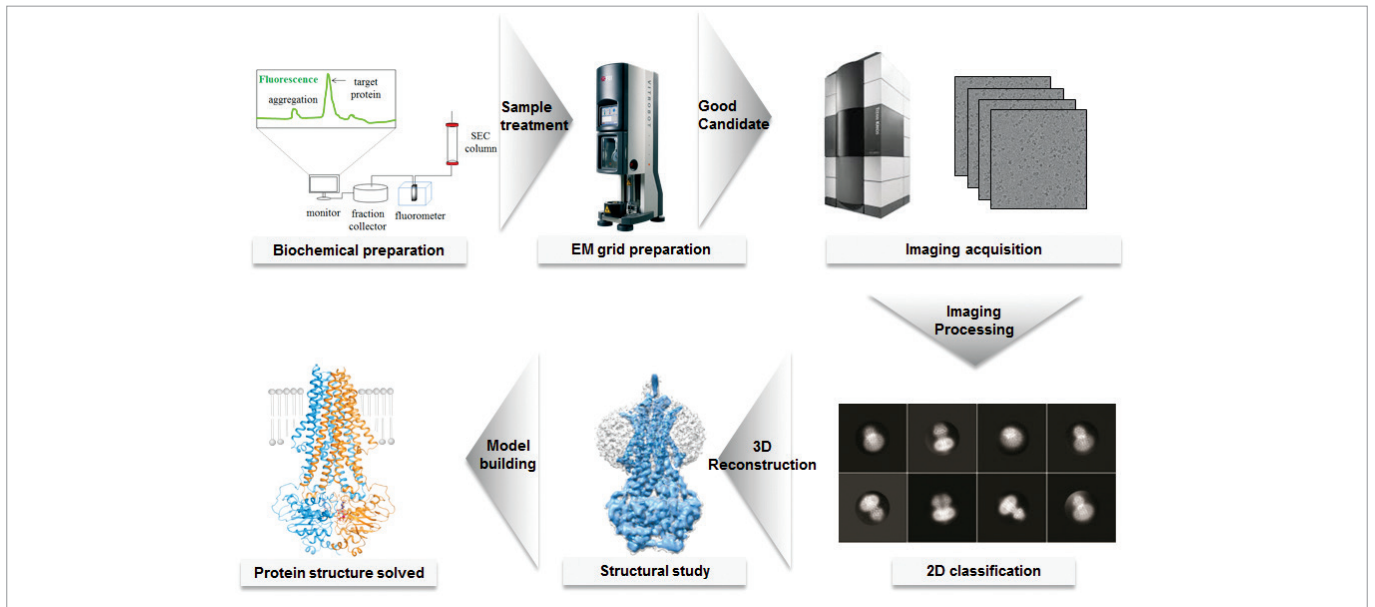 Fluorescence
target
protein
aggregation
SEC
column
monitor
fraction
collector
fluorometer
Biochemical preparation
Sample
treatment
VITROBOT
EM grid preparation
Good
Candidate
Imaging acquisition
Imaging
Processing
2D classification
3D
Reconstruction
Structural study
Model
building
Protein structure solved